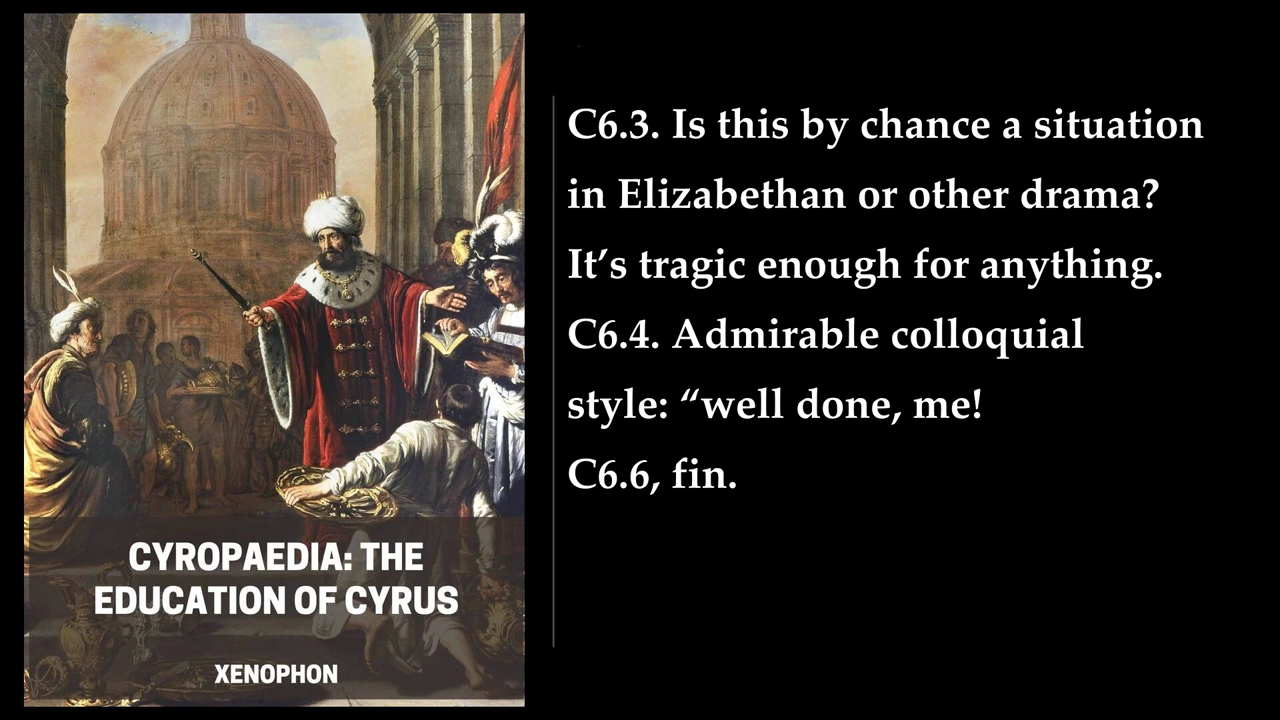 CYROPAEDIA: THE
EDUCATION OF CYRUS
XENOPHON
C6.3. Is this by chance a situation
in Elizabethan or other drama?
It’s tragic enough for anything.
C6.4. Admirable colloquial
style: “well done, me!
C6.6, fin.